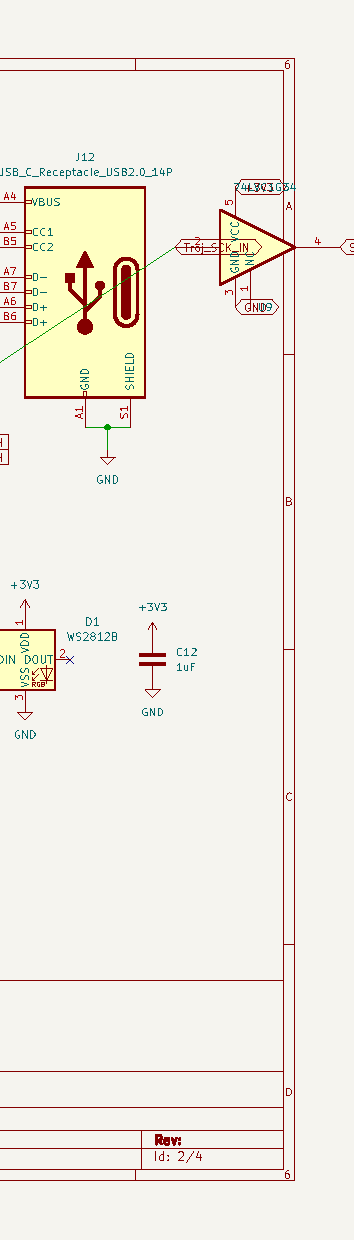 6
J12
USB_C_Receptacle_USB2.0_14P
A4
VBUS
74LVC1G34
+3V3
5
A
A5
CC1
B5
CC2
2
Troj_SCK_IN
VCC
GND
NC
4
S
A7
D-
B7
D-
A6
D+
B6
D+
3
1
GND
GND
SHIELD
A1
S1
H
H
GND
B
+3V3
1
+3V3
D1
WS2812B
VDD
DIN
DOUT
2
VSS
RGB
3
C12
1uF
GND
GND
C
D
Rev:
Id: 2/4
6